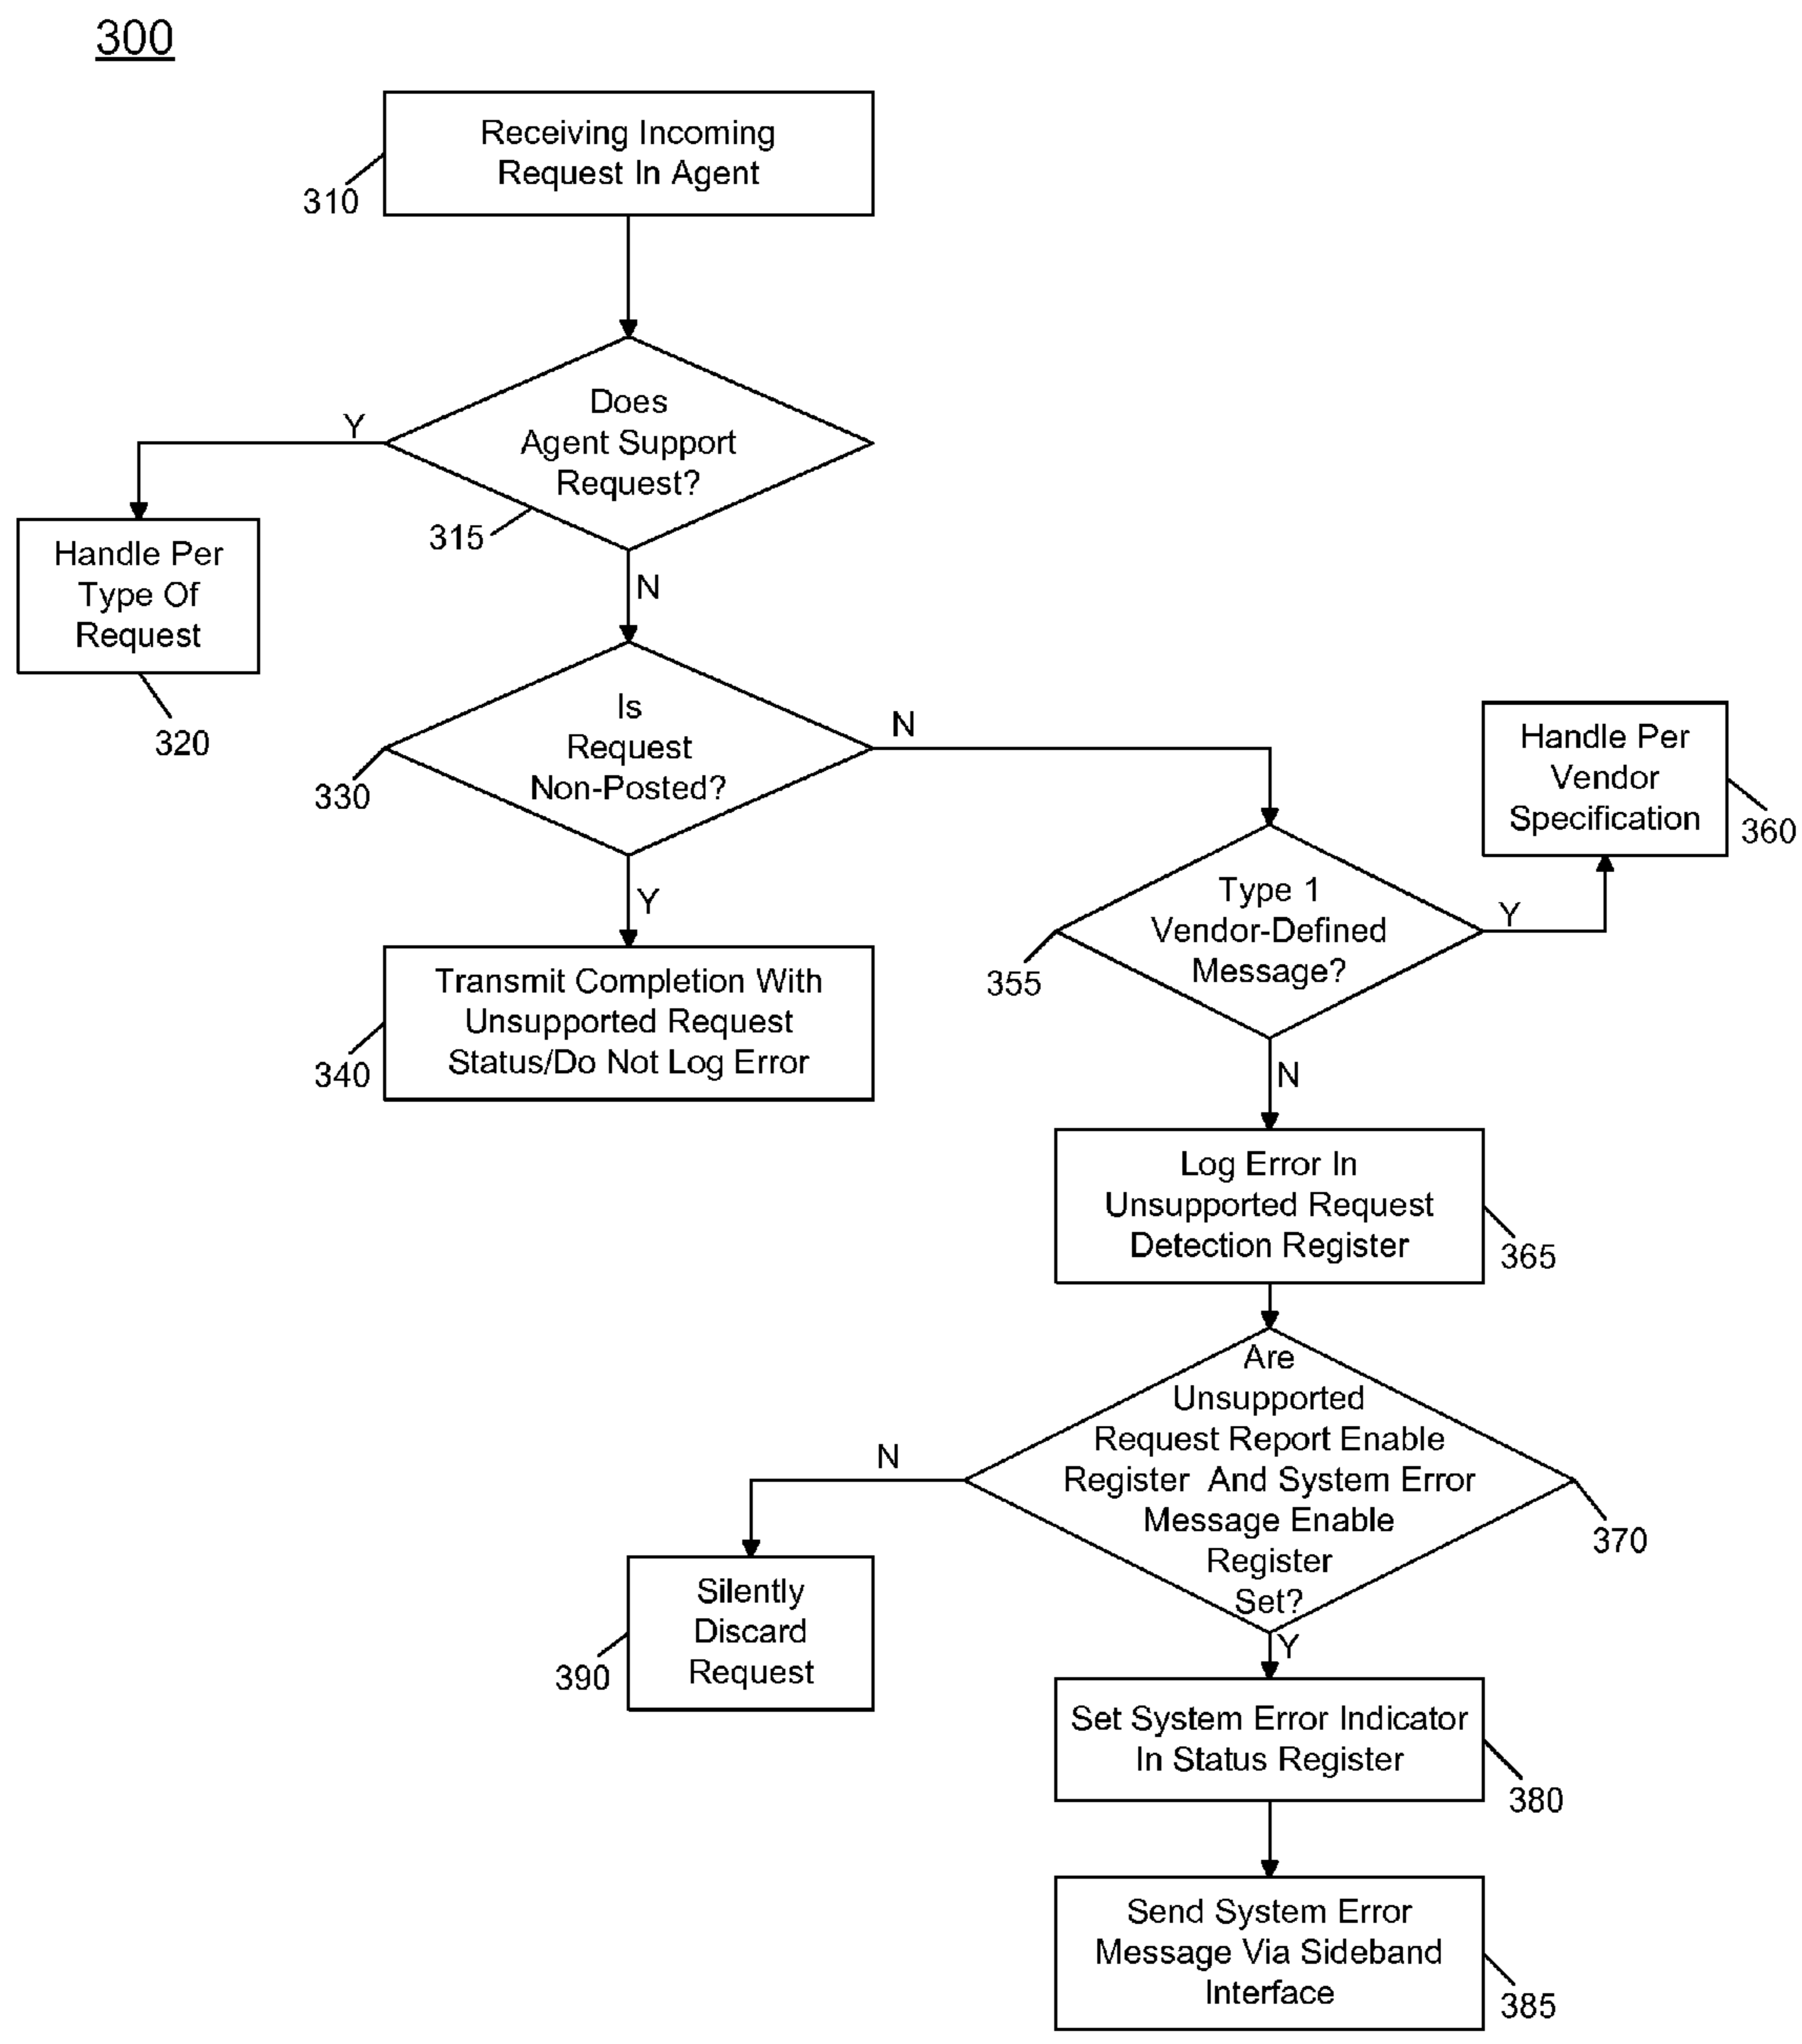 300
Receiving Incoming
Request In Agent
310
Does
Agent Support
Request?
315
Y
N
Handle Per
Type Of
Request
320
Is
Request
Non-Posted?
330
N
Y
Transmit Completion With
Unsupported Request
Status/Do Not Log Error
340
Type 1
Vendor-Defined
Message?
355
Y
N
Handle Per
Vendor
Specification
360
Log Error In
Unsupported Request
Detection Register
365
Are
Unsupported
Request Report Enable
Register And System Error
Message Enable
Register
Set?
370
N
Y
Silently
Discard
Request
390
Set System Error Indicator
In Status Register
380
Send System Error
Message Via Sideband
Interface
385